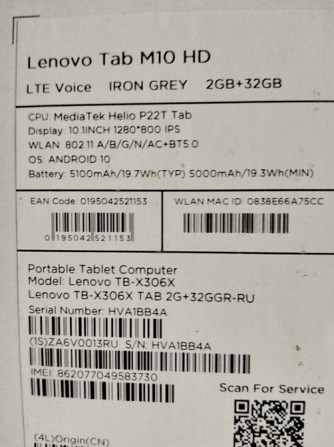 Lenovo Tab M10 HD
LTE Voice IRON GREY 2GB+32GB
CPU: MediaTek Helio P22T Tab
Display: 10.1INCH 1280*800 IPS
WLAN: 802.11 A/B/G/N/AC+BT5.0
OS: ANDROID 10
Battery: 5100mAh/19.7Wh(TYP) 5000mAh/19.3Wh(MIN)
EAN Code: 0195042521153
WLAN MAC ID: 0838E66A75CC
0 195042 521153
Portable Tablet Computer
Model: Lenovo TB-X306X
Lenovo TB-X306X TAB 2G+32GGR-RU
Serial Number: HVA1BB4A
(1S)ZA6V0013RU S/N: HVA1BB4A
IMEI: 862077049583730
Scan For Service
(4L)Origin(CN)